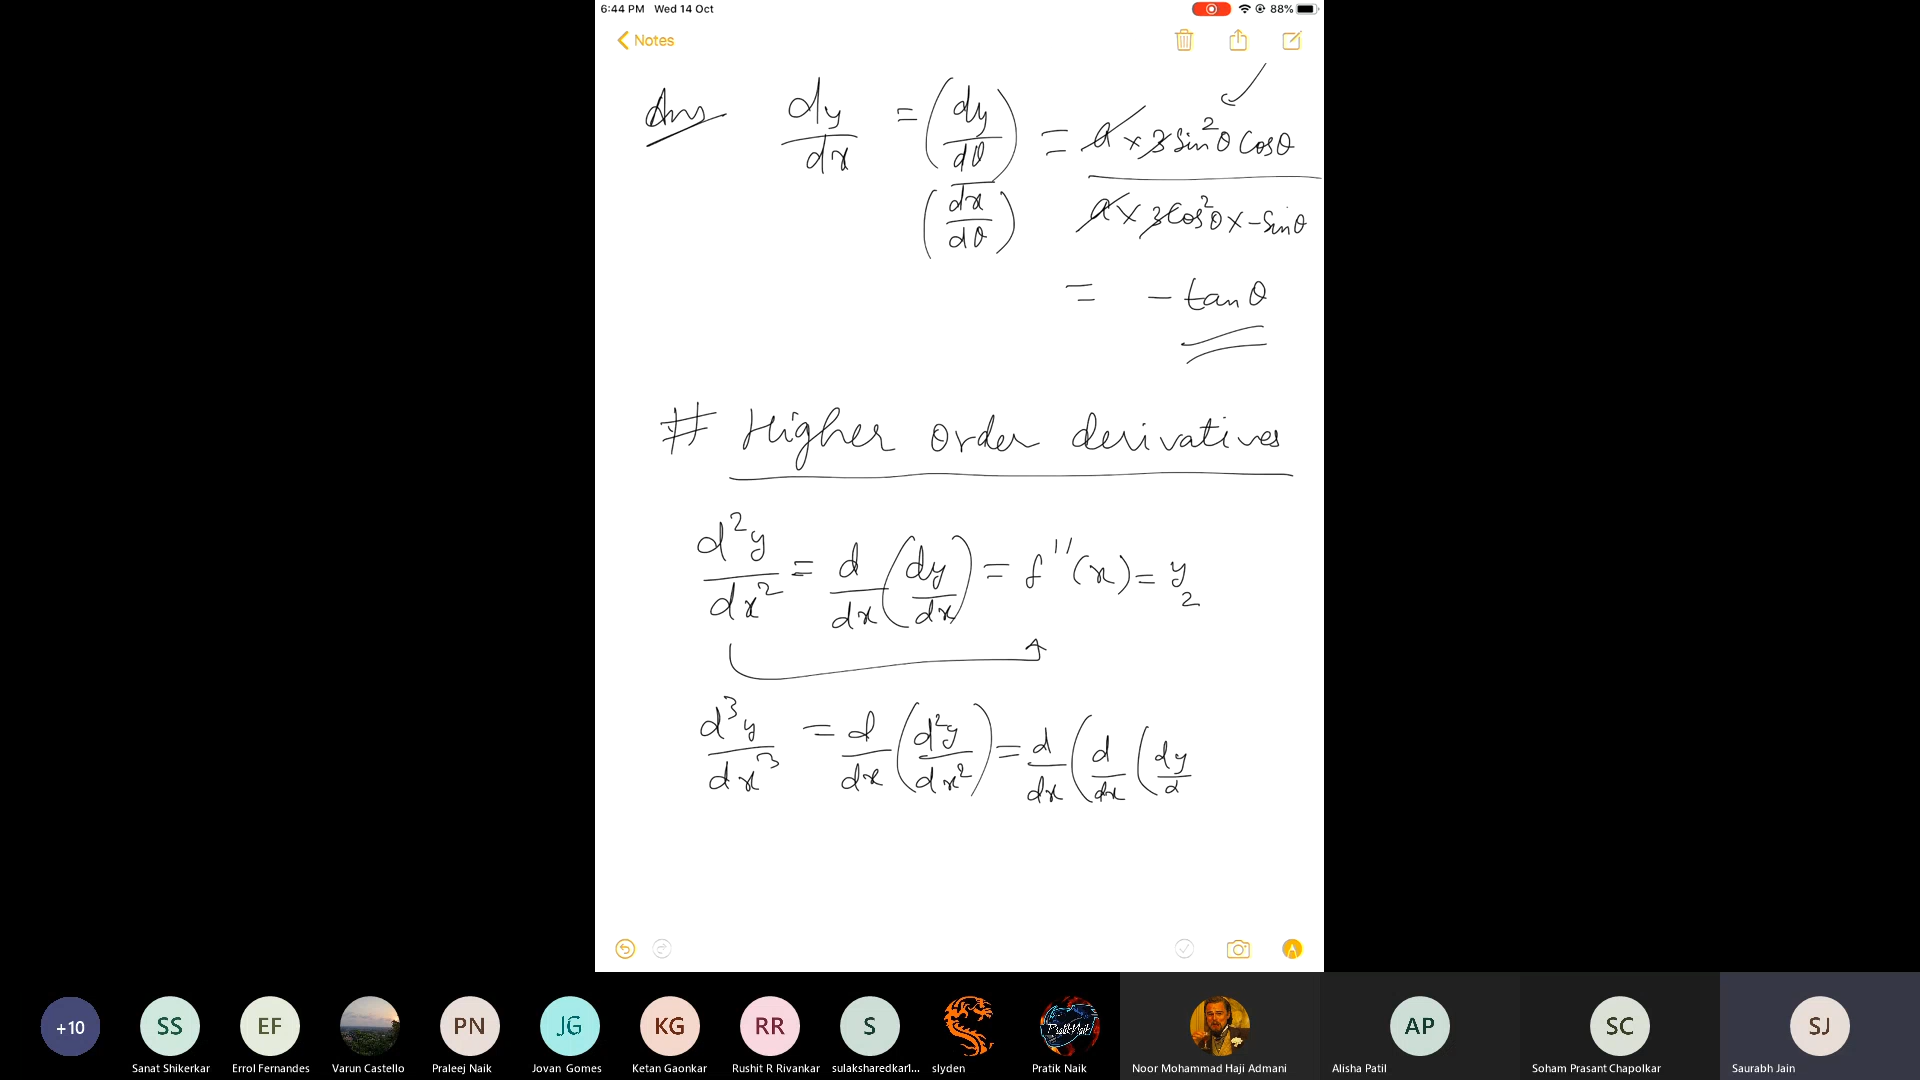 6:44 PM Wed 14 Oct 88%
Notes
Ans dy/dx = (dy/dθ)/(dx/dθ) = a×3sin²θ cosθ / a×3cos²θ×-sinθ
= - tanθ
# Higher order derivatives
d²y/dx² = d/dx (dy/dx) = f''(x) = y₂
d³y/dx³ = d/dx (d²y/dx²) = d/dx (d/dx (dy/d
+10 SS EF PN JG KG RR S PratikNaik AP SC SJ
Sanat Shikerkar Errol Fernandes Varun Castello Praleej Naik Jovan Gomes Ketan Gaonkar Rushit R Rivankar sulaksharedkarl... slyden Pratik Naik Noor Mohammad Haji Admani Alisha Patil Soham Prasant Chapolkar Saurabh Jain